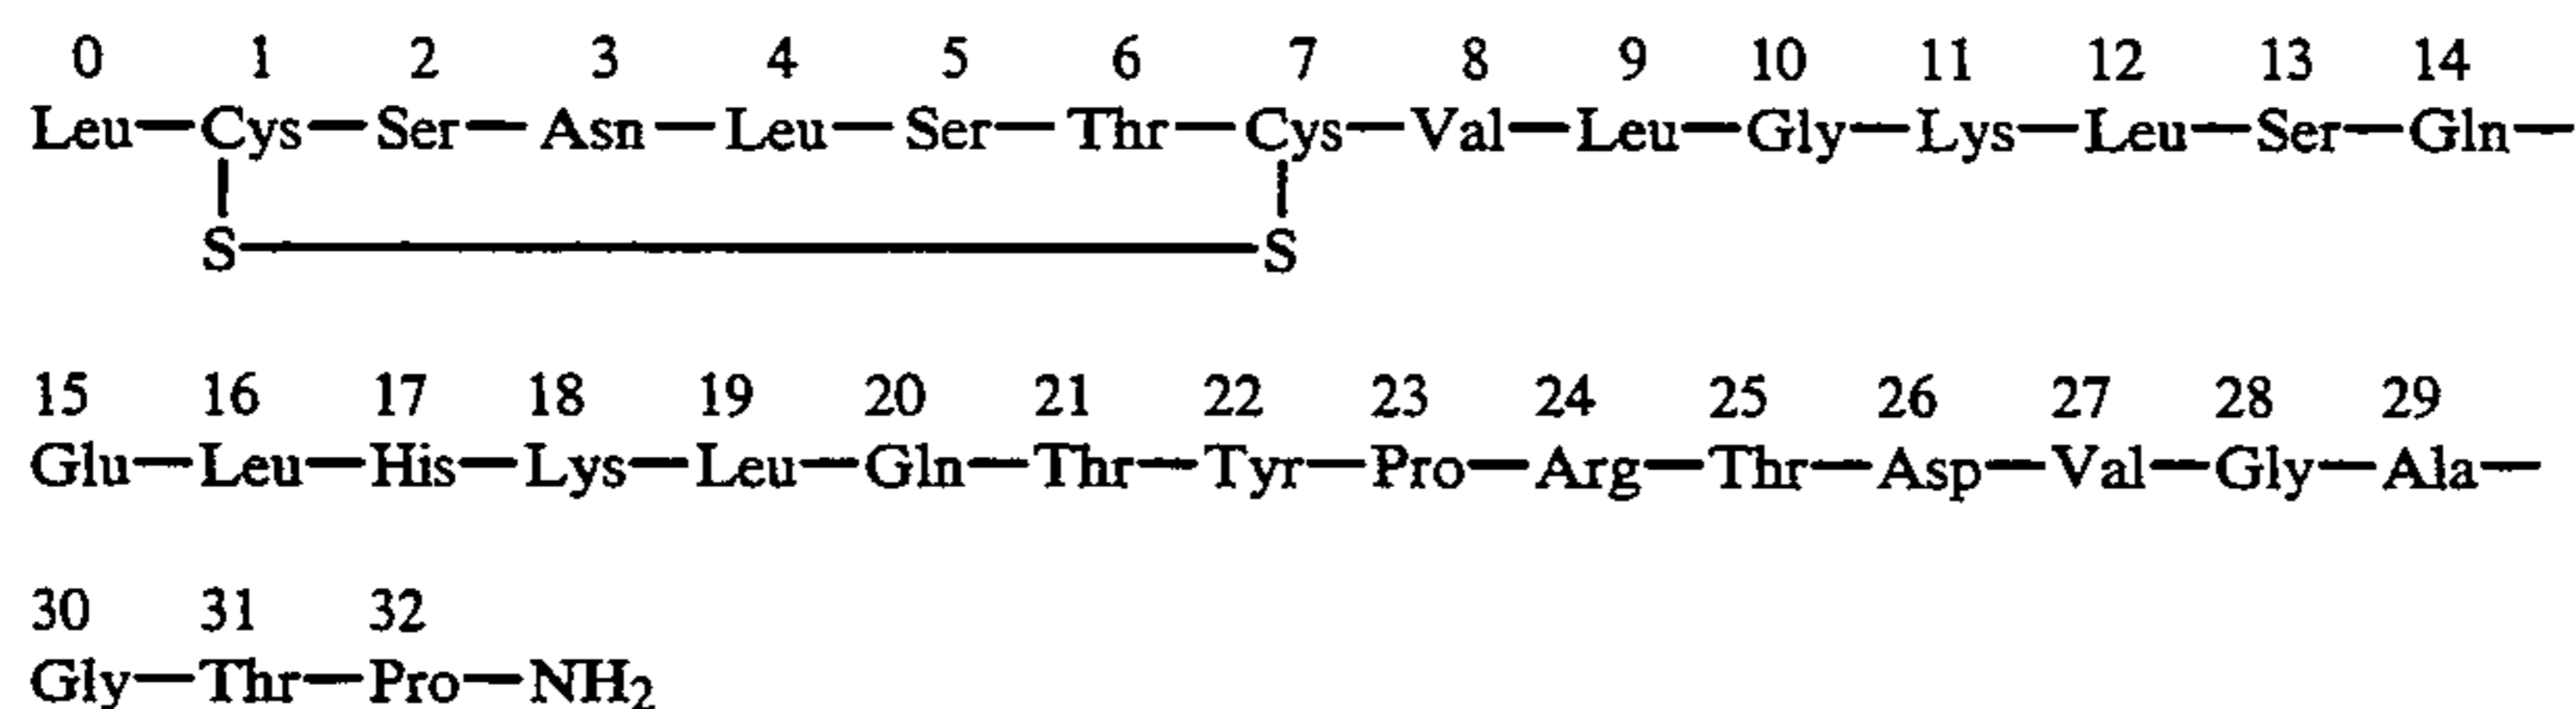 0 1 2 3 4 5 6 7 8 9 10 11 12 13 14
Leu—Cys—Ser—Asn—Leu—Ser—Thr—Cys—Val—Leu—Gly—Lys—Leu—Ser—Gln—
S S
15 16 17 18 19 20 21 22 23 24 25 26 27 28 29
Glu—Leu—His—Lys—Leu—Gln—Thr—Tyr—Pro—Arg—Thr—Asp—Val—Gly—Ala—
30 31 32
Gly—Thr—Pro—NH₂